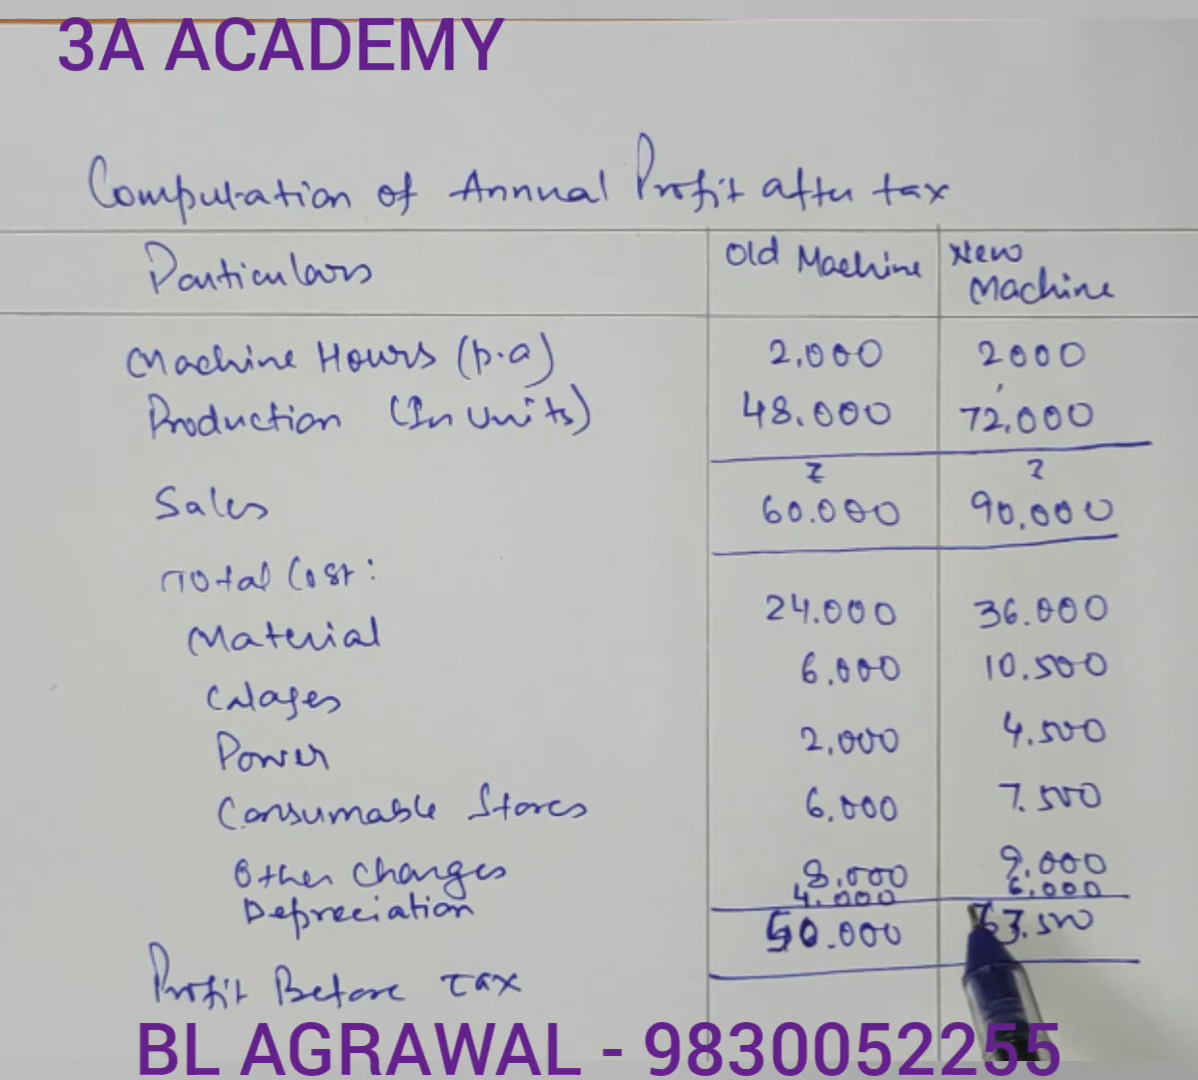 3A ACADEMY
Computation of Annual Profit after tax
Particulars Old Machine New Machine
Machine Hours (p.a) 2,000 2000
Production (In Units) 48.000 72,000
₹ ₹
Sales 60.000 90,000
Total Cost:
Material 24.000 36.000
Wages 6.000 10.500
Power 2,000 4.500
Consumable Stores 6.000 7.500
Other Charges 8.000 9.000
Depreciation 4.000 6.000
50.000 73.500
Profit Before Tax
BL AGRAWAL - 9830052255